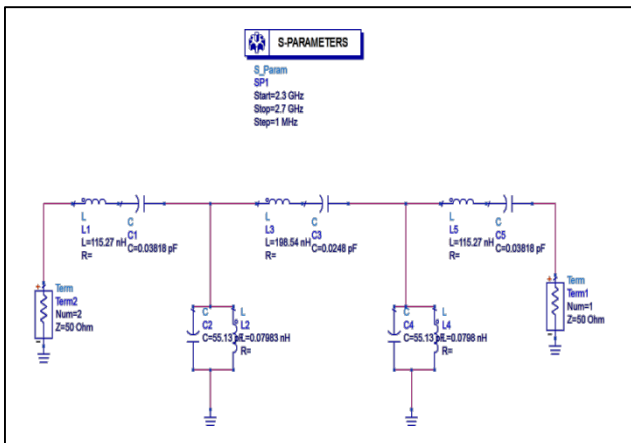 S-PARAMETERS
S_Param
SP1
Start=2.3 GHz
Stop=2.7 GHz
Step=1 MHz
L
L1
L=115.27 nH
R=
C
C1
C=0.03818 pF
L
L3
L=198.54 nH
R=
C
C3
C=0.0248 pF
L
L5
L=115.27 nH
R=
C
C5
C=0.03818 pF
+
Term
Term2
Num=2
Z=50 Ohm
-
C
C2
C=55.13 pF
L
L2
L=0.07983 nH
R=
C
C4
C=55.13 pF
L
L4
L=0.0798 nH
R=
+
Term
Term1
Num=1
Z=50 Ohm
-